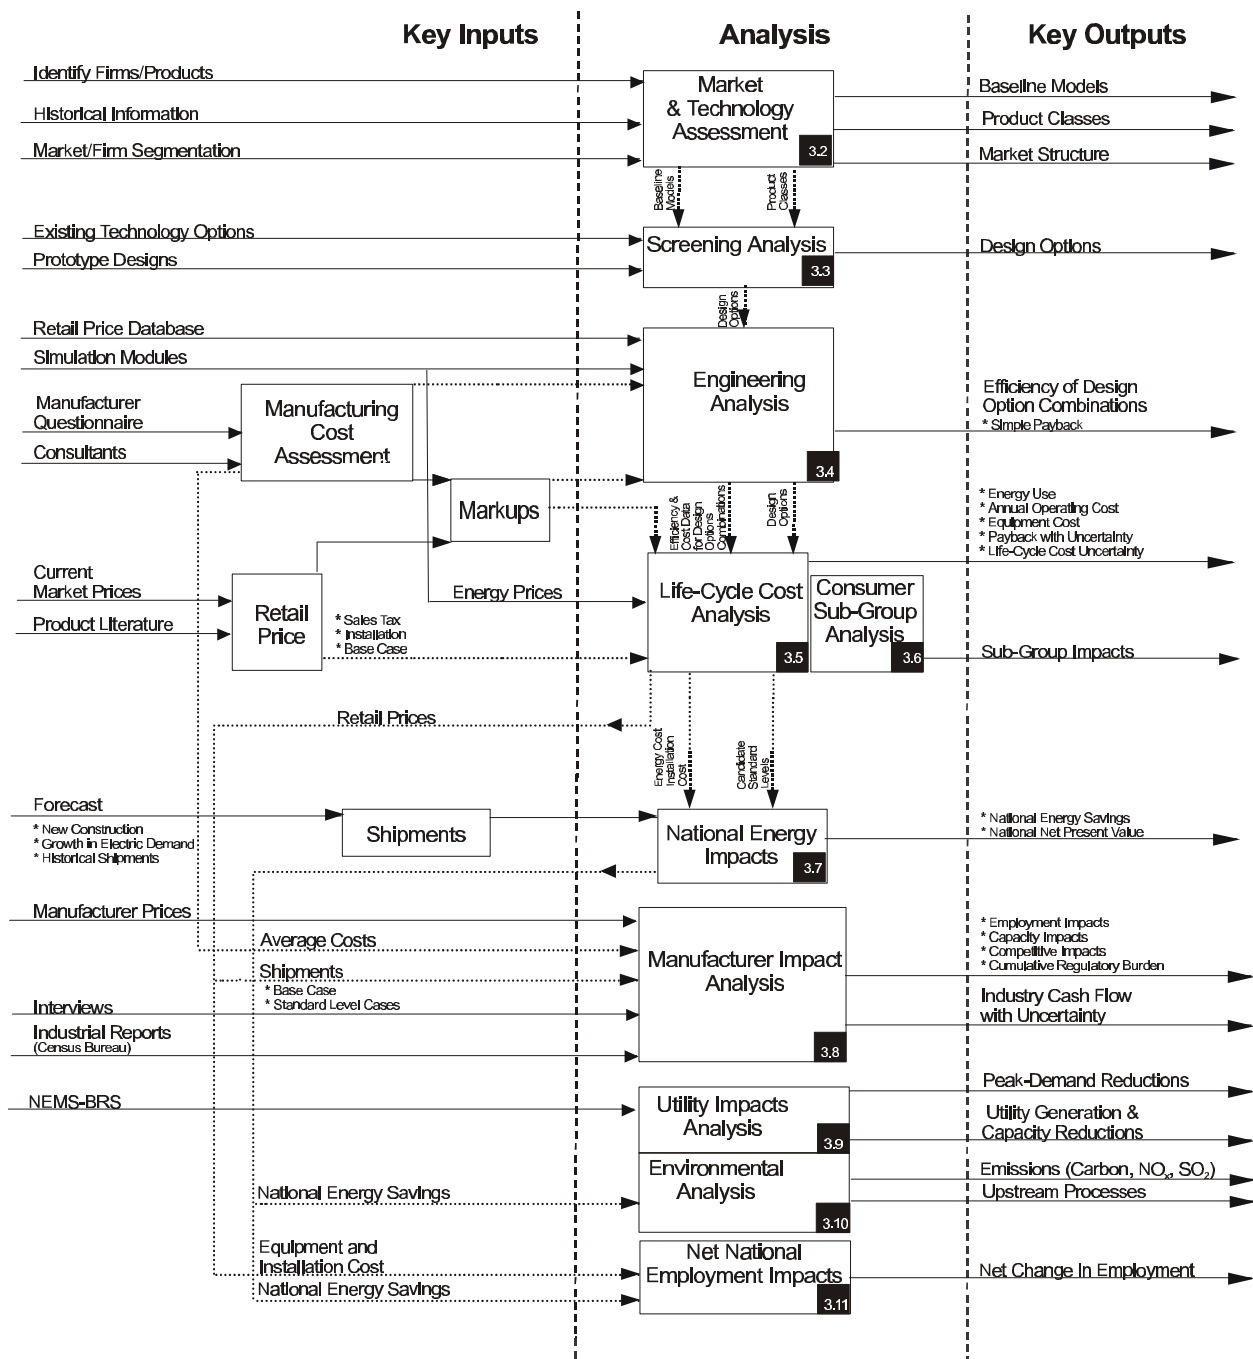 Key Inputs
Analysis
Key Outputs
Identify Firms/Products
Historical Information
Market/Firm Segmentation
Market
& Technology
Assessment
3.2
Baseline Models
Product Classes
Market Structure
Baseline
Models
Product
Classes
Existing Technology Options
Prototype Designs
Screening Analysis
3.3
Design Options
Design
Options
Retail Price Database
Simulation Modules
Manufacturer
Questionnaire
Consultants
Manufacturing
Cost
Assessment
Markups
Engineering
Analysis
3.4
Efficiency of Design
Option Combinations
* Simple Payback
Efficiency &
Cost Data
for Design
Options
Combinations
Design
Options
* Energy Use
* Annual Operating Cost
* Equipment Cost
* Payback with Uncertainty
* Life-Cycle Cost Uncertainty
Current
Market Prices
Product Literature
Retail
Price
* Sales Tax
* Installation
* Base Case
Energy Prices
Life-Cycle Cost
Analysis
3.5
Consumer
Sub-Group
Analysis
3.6
Sub-Group Impacts
Retail Prices
Energy Cost
Installation
Cost
Candidate
Standard
Levels
Forecast
* New Construction
* Growth in Electric Demand
* Historical Shipments
Shipments
National Energy
Impacts
3.7
* National Energy Savings
* National Net Present Value
Manufacturer Prices
Average Costs
Shipments
* Base Case
* Standard Level Cases
Interviews
Industrial Reports
(Census Bureau)
Manufacturer Impact
Analysis
3.8
* Employment Impacts
* Capacity Impacts
* Competitive Impacts
* Cumulative Regulatory Burden
Industry Cash Flow
with Uncertainty
NEMS-BRS
Utility Impacts
Analysis
3.9
Peak-Demand Reductions
Utility Generation &
Capacity Reductions
National Energy Savings
Environmental
Analysis
3.10
Emissions (Carbon, NOx, SO2)
Upstream Processes
Equipment and
Installation Cost
National Energy Savings
Net National
Employment Impacts
3.11
Net Change In Employment